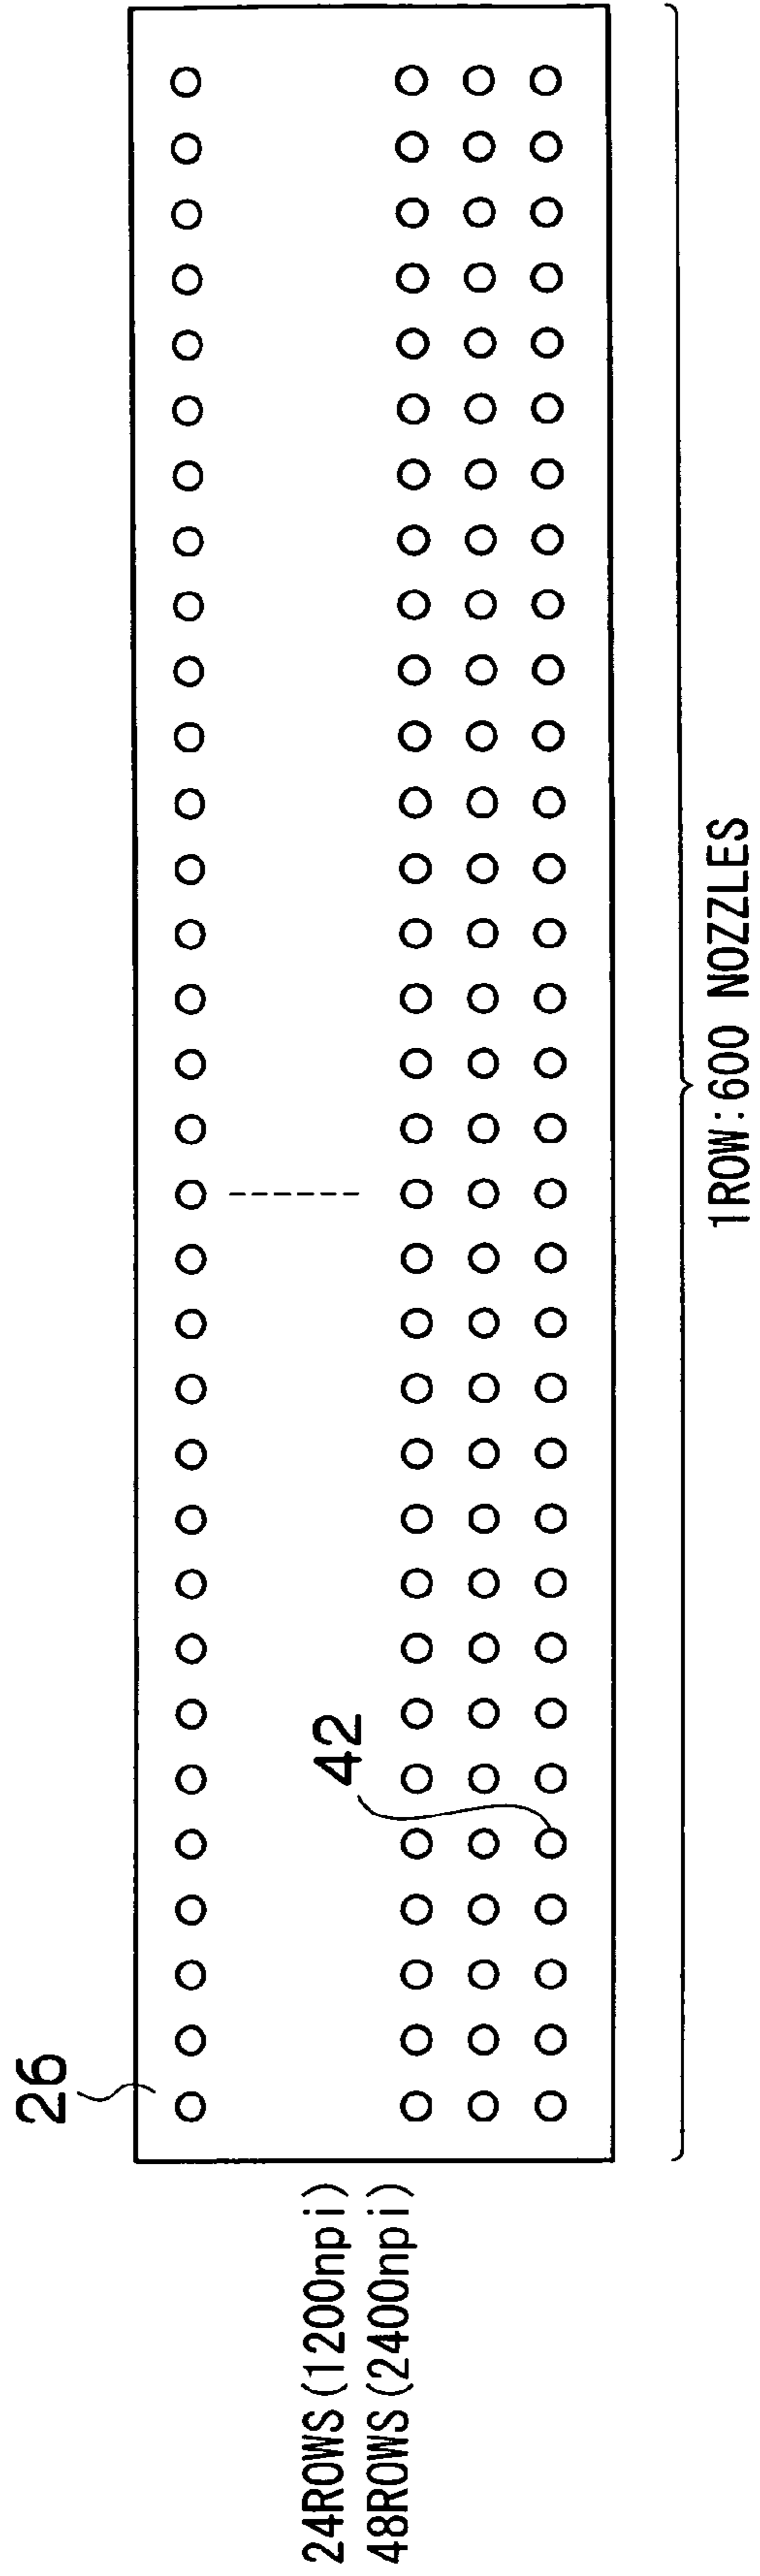 26
42
24ROWS(1200npi)
48ROWS(2400npi)
1ROW:600 NOZZLES